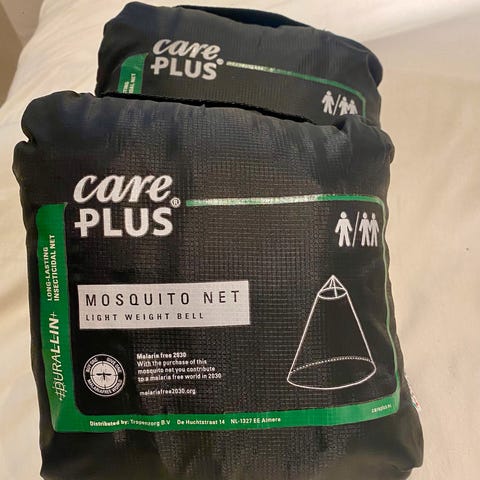 care
PLUS®
care®
PLUS
LONG-LASTING
INSECTICIDAL NET
+DURALLIN+
MOSQUITO NET
LIGHT WEIGHT BELL
Malaria free 2030
With the purchase of this
mosquito net you contribute
to a malaria free world in 2030
malariafree2030.org
Distributed by: Tropenzorg B.V De Huchtstraat 14 NL-1327 EE Almere